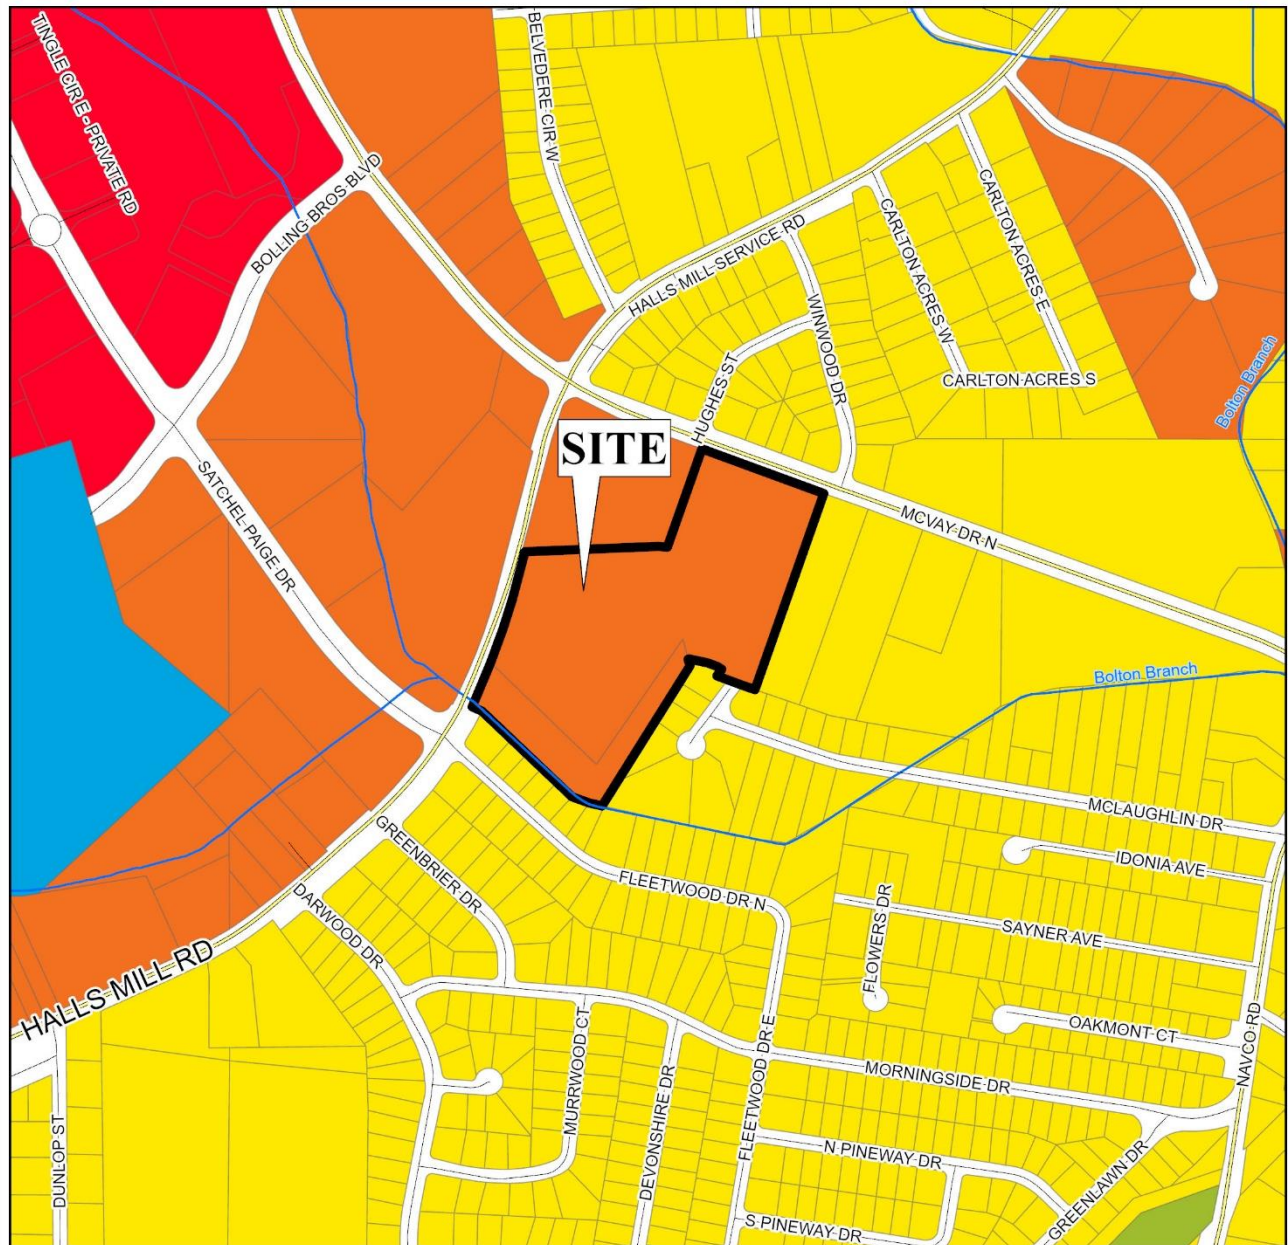 TINGLE CIR E - PRIVATE RD
BELVEDERE CIR W
BOLLING BROS BLVD
HALLS MILL SERVICE RD
CARLTON ACRES W
CARLTON ACRES E
CARLTON ACRES S
WINWOOD DR
HUGHES ST
Bolton Branch
SITE
SATCHEL PAIGE DR
MCVAY DR N
Bolton Branch
MCLAUGHLIN DR
IDONIA AVE
GREENBRIER DR
FLEETWOOD DR N
DARWOOD DR
FLOWERS DR
SAYNER AVE
HALLS MILL RD
OAKMONT CT
NAVCO RD
MURRWOOD CT
DEVONSHIRE DR
FLEETWOOD DR E
MORNINGSIDE DR
DUNLOP ST
N PINEWAY DR
GREENLAWN DR
S PINEWAY DR